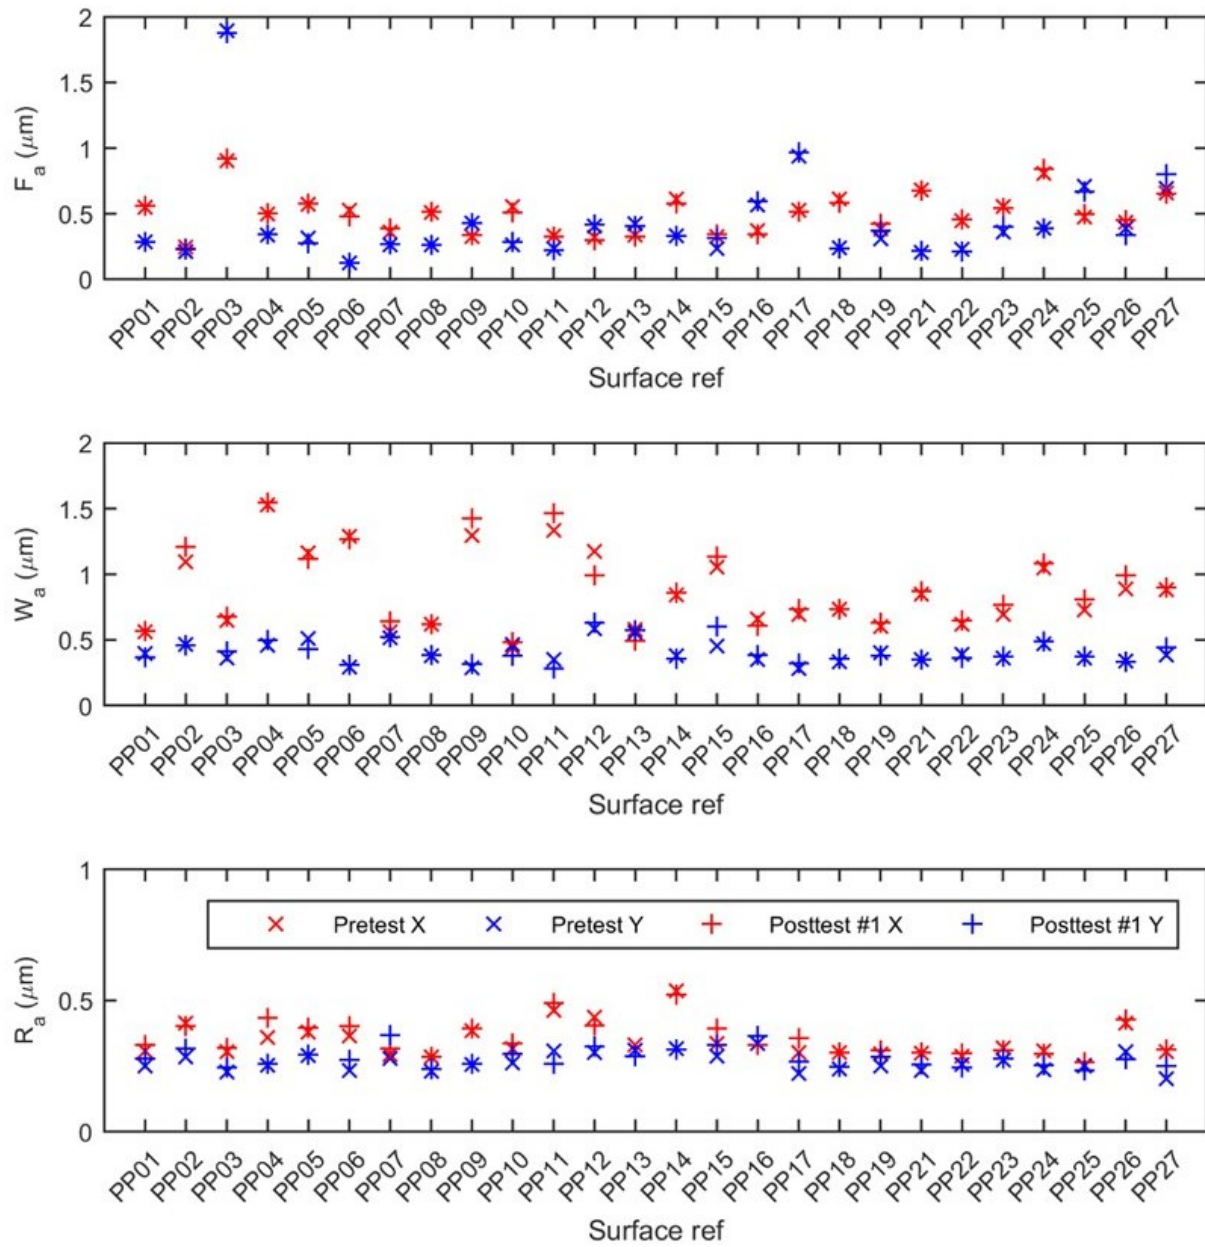 2
1.5
1
0.5
0
F_a (μm)
PP01 PP02 PP03 PP04 PP05 PP06 PP07 PP08 PP09 PP10 PP11 PP12 PP13 PP14 PP15 PP16 PP17 PP18 PP19 PP21 PP22 PP23 PP24 PP25 PP26 PP27
Surface ref
2
1.5
1
0.5
0
W_a (μm)
PP01 PP02 PP03 PP04 PP05 PP06 PP07 PP08 PP09 PP10 PP11 PP12 PP13 PP14 PP15 PP16 PP17 PP18 PP19 PP21 PP22 PP23 PP24 PP25 PP26 PP27
Surface ref
1
0.5
0
R_a (μm)
Pretest X Pretest Y Posttest #1 X Posttest #1 Y
PP01 PP02 PP03 PP04 PP05 PP06 PP07 PP08 PP09 PP10 PP11 PP12 PP13 PP14 PP15 PP16 PP17 PP18 PP19 PP21 PP22 PP23 PP24 PP25 PP26 PP27
Surface ref